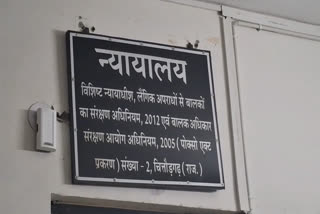 न्यायालय
विशिष्ट न्यायाधीश, लैंगिक अपराधों से बालकों
का संरक्षण अधिनियम, 2012 एवं बालक अधिकार
संरक्षण आयोग अधिनियम, 2005 ( पोक्सो एक्ट
प्रकरण ) संख्या - 2, चित्तौड़गढ़ ( राज. )